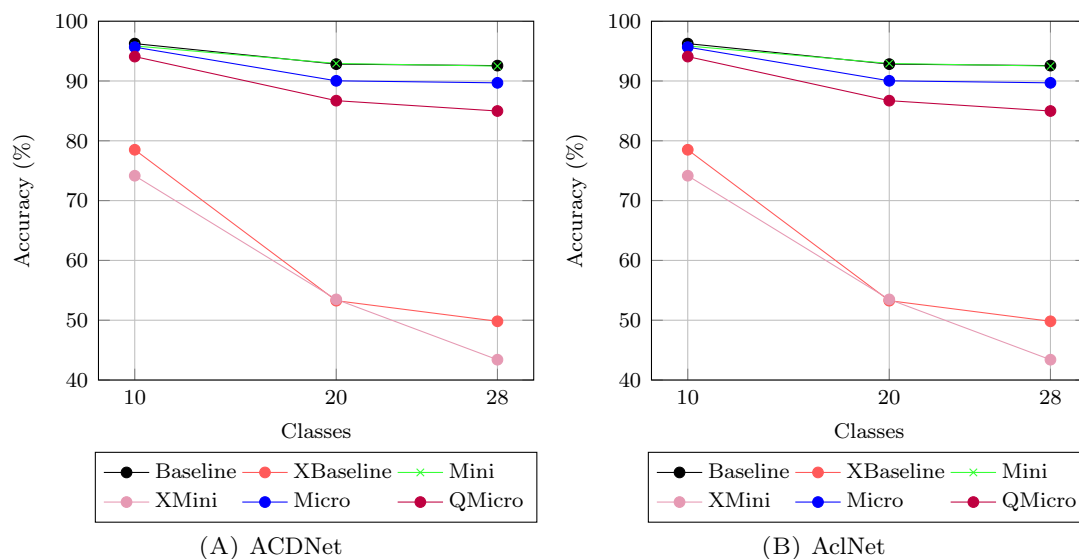 100
90
80
70
60
50
40
Accuracy (%)
10
20
28
Classes
Baseline XBaseline Mini
XMini Micro QMicro
(A) ACDNet
100
90
80
70
60
50
40
Accuracy (%)
10
20
28
Classes
Baseline XBaseline Mini
XMini Micro QMicro
(B) AclNet